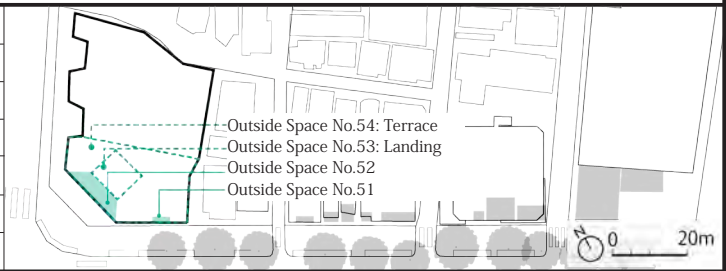 Outside Space No.54: Terrace
Outside Space No.53: Landing
Outside Space No.52
Outside Space No.51
N
0 20m